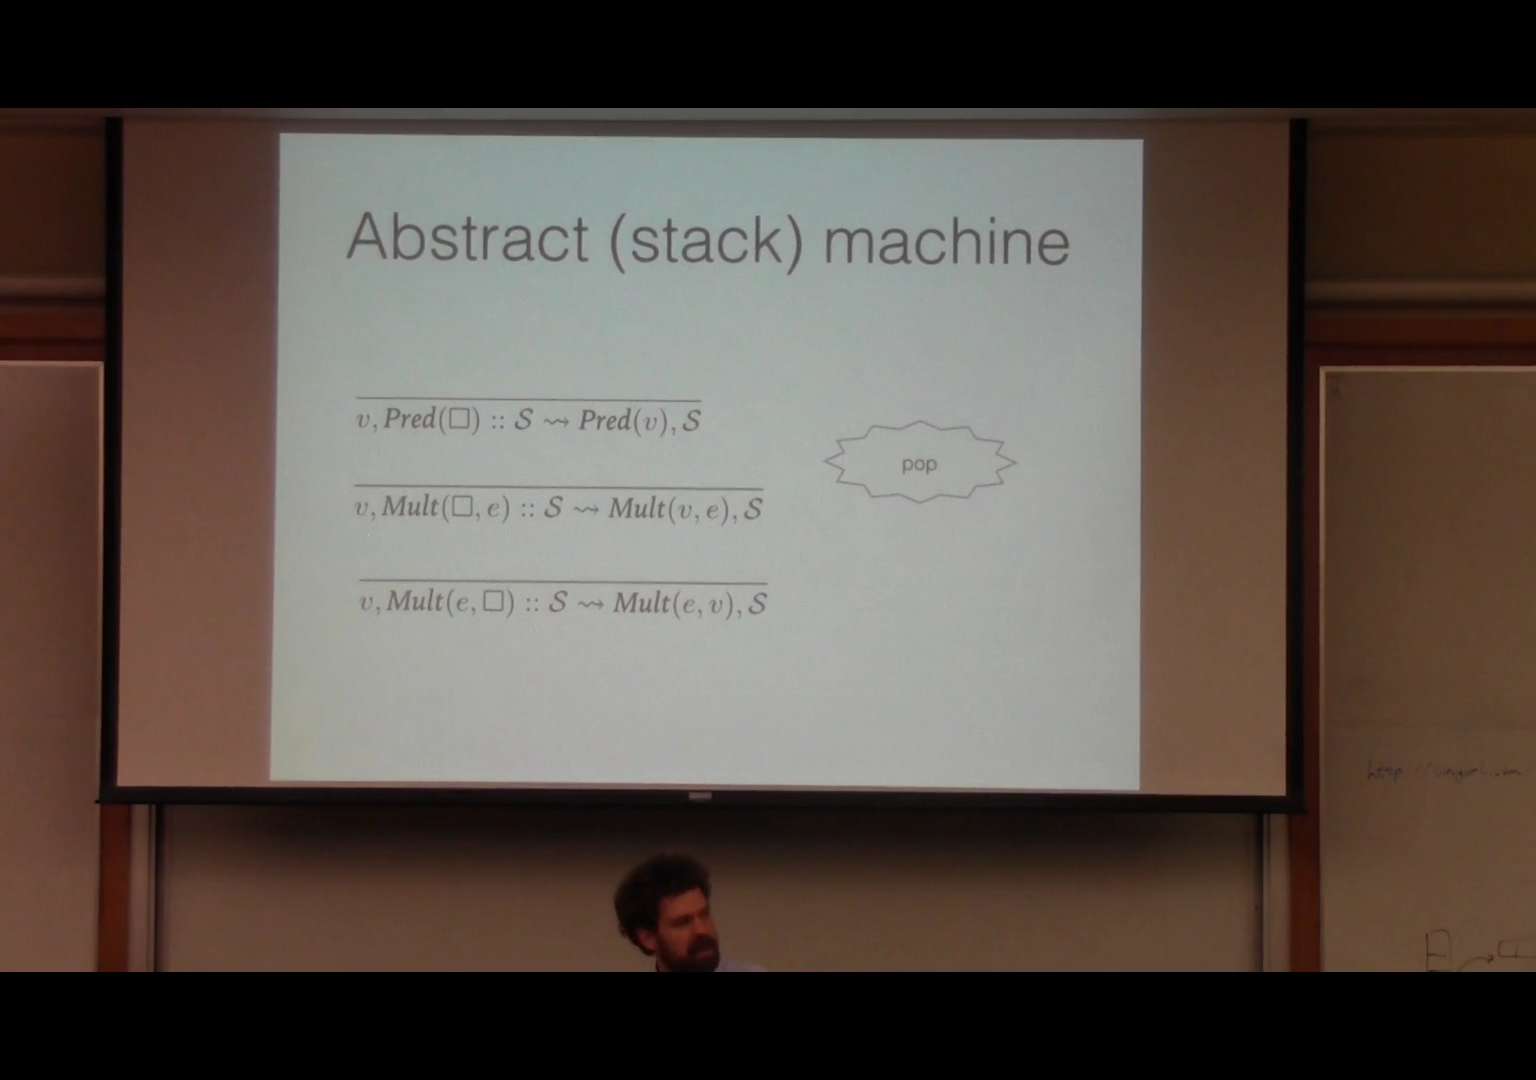 Abstract (stack) machine
v, Pred(□) :: S ⇝ Pred(v), S
pop
v, Mult(□, e) :: S ⇝ Mult(v, e), S
v, Mult(e, □) :: S ⇝ Mult(e, v), S